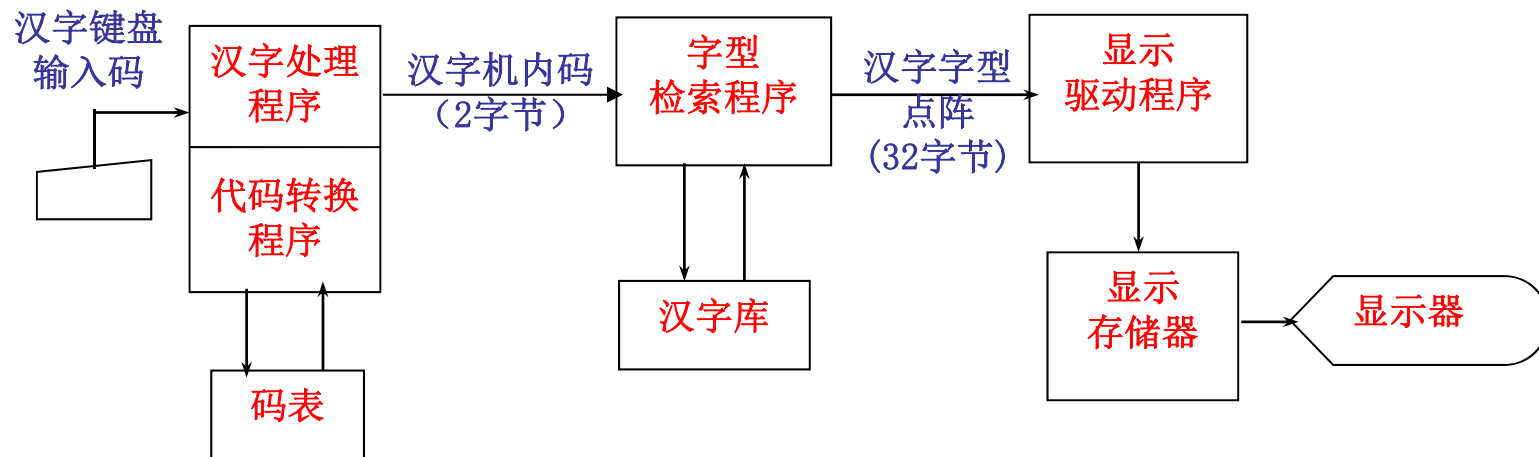 汉字键盘
输入码
汉字处理
程序
代码转换
程序
码表
汉字机内码
（2字节）
字型
检索程序
汉字库
汉字字型
点阵
(32字节)
显示
驱动程序
显示
存储器
显示器